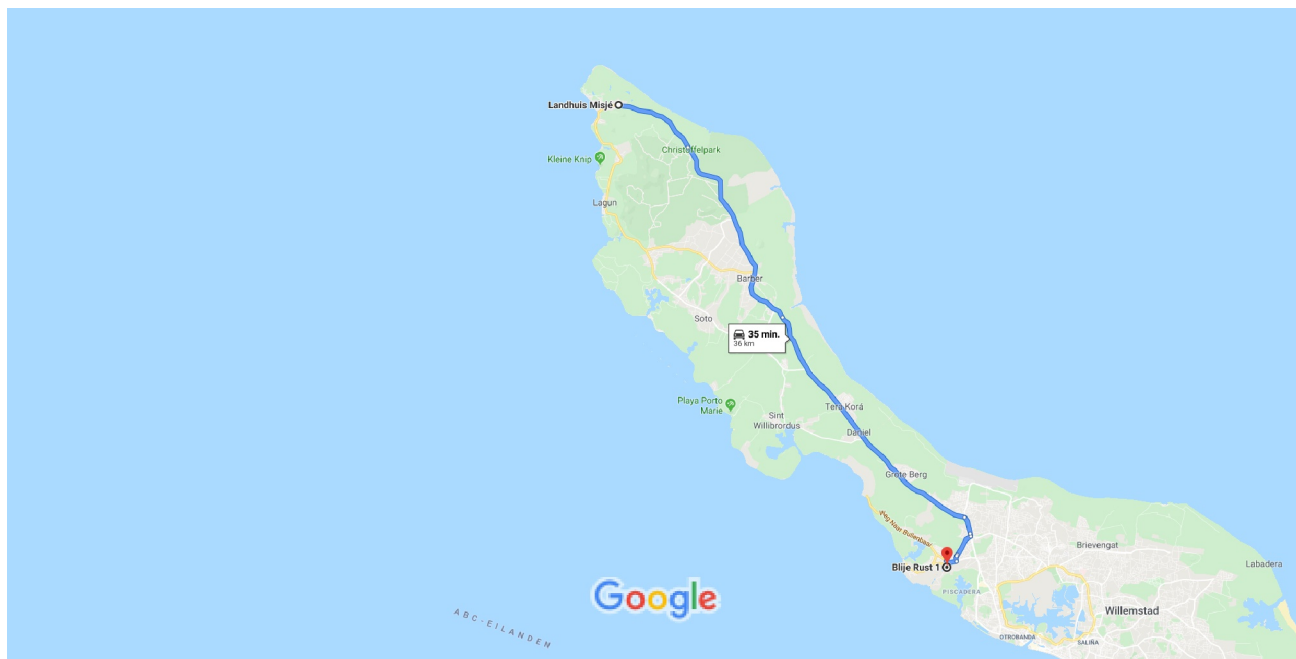 Landhuis Misjé
Christoffelpark
Kleine Knip
Lagun
Barber
Soto
35 min.
36 km
Playa Porto
Marie
Tera Korá
Sint
Willibrordus
Daniel
Grote Berg
Weg Naar Bullenbaai
Brievengat
Blije Rust 1
Labadera
PISCADERA
Google
Willemstad
ABC-EILANDEN
OTROBANDA
SALIÑA